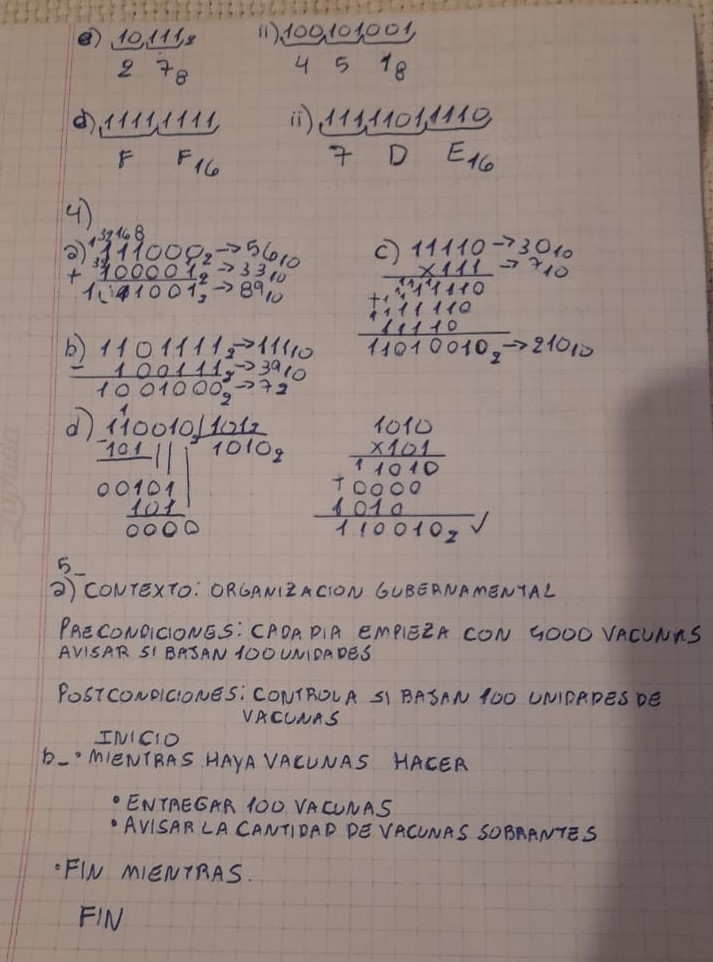 c) 10,111₂ ii) 100,101,001,
2 7₈ 4 5 1₈
d) 1111,1111, ii) 111,1101,1110
F F₁₆ 7 D E₁₆
4)
32 16 8
a) 111000₂ → 56₁₀
+ 100001₂ → 33₁₀
1011001₂ → 89₁₀
b) 1101111₂ → 111₁₀
- 100111₂ → 39₁₀
1001000₂ → 72
c) 11110 → 30₁₀
x111 → 7₁₀
11110
+ 11110
11110
11010010₂ → 210₁₀
d) 110010₂ | 101₂
-101 1010₂
00101
101
0000
1010
x101
1010
+0000
1010
110010₂ ✓
5_
a) CONTEXTO: ORGANIZACION GUBERNAMENTAL
PRECONDICIONES: CADA DIA EMPIEZA CON 4000 VACUNAS
AVISAR SI BAJAN 100 UNIDADES
POSTCONDICIONES: CONTROLA SI BAJAN 100 UNIDADES DE
VACUNAS
INICIO
b_ • MIENTRAS HAYA VACUNAS HACER
• ENTREGAR 100 VACUNAS
• AVISAR LA CANTIDAD DE VACUNAS SOBRANTES
• FIN MIENTRAS.
FIN